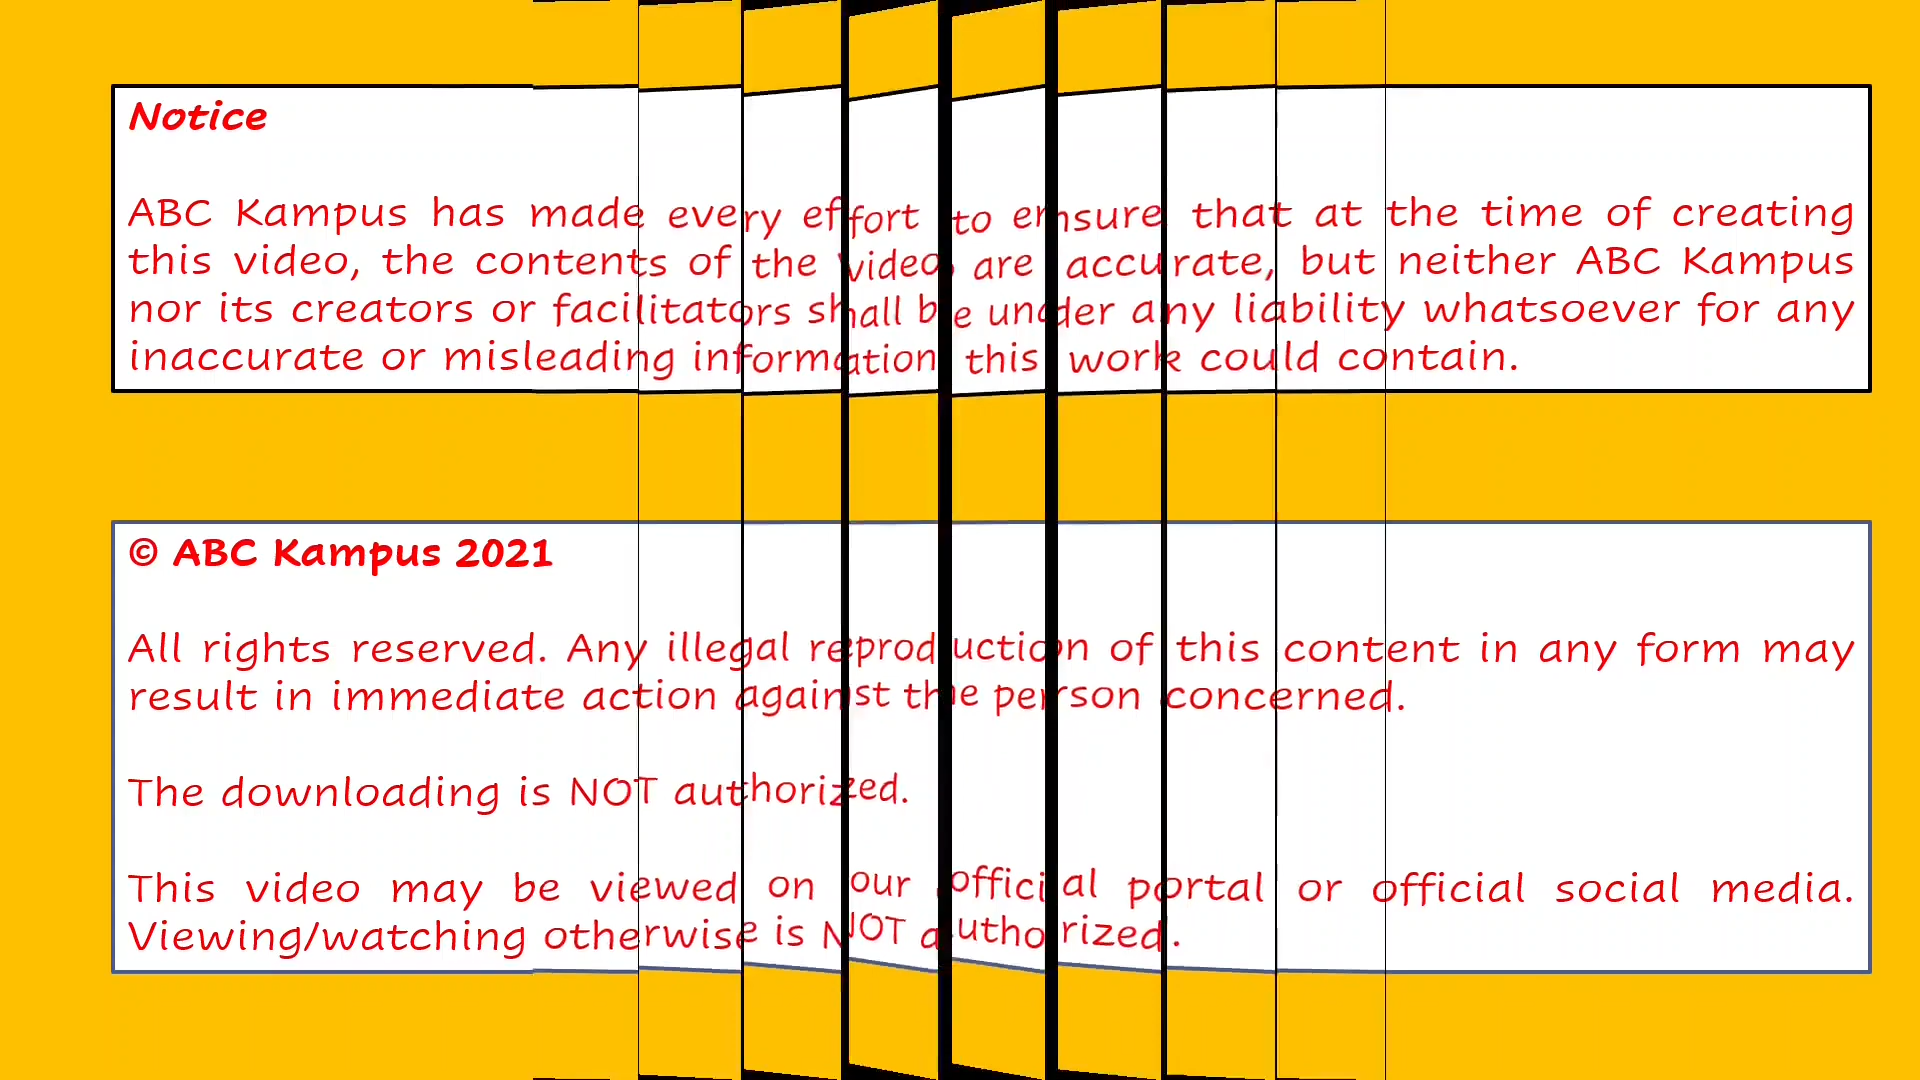 Notice
ABC Kampus has made every effort to ensure that at the time of creating
this video, the contents of the video are accurate, but neither ABC Kampus
nor its creators or facilitators shall be under any liability whatsoever for any
inaccurate or misleading information this work could contain.
© ABC Kampus 2021
All rights reserved. Any illegal reproduction of this content in any form may
result in immediate action against the person concerned.
The downloading is NOT authorized.
This video may be viewed on our official portal or official social media.
Viewing/watching otherwise is NOT authorized.